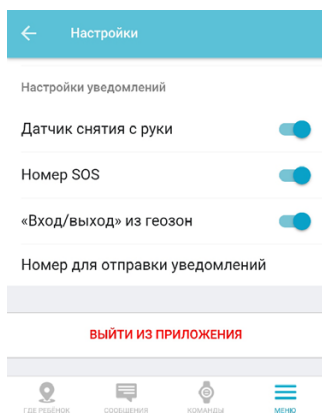 Настройки
Настройки уведомлений
Датчик снятия с руки
Номер SOS
«Вход/выход» из геозон
Номер для отправки уведомлений
ВЫЙТИ ИЗ ПРИЛОЖЕНИЯ
ГДЕ РЕБЁНОК СООБЩЕНИЯ КОМАНДЫ МЕНЮ